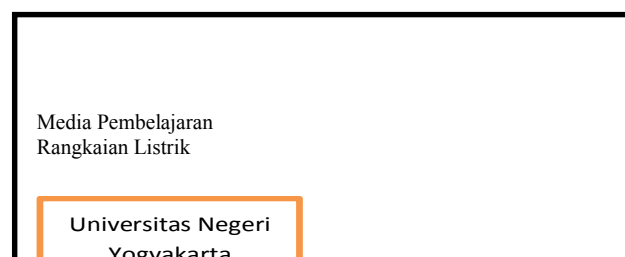 Media Pembelajaran
Rangkaian Listrik
Universitas Negeri
Yogyakarta